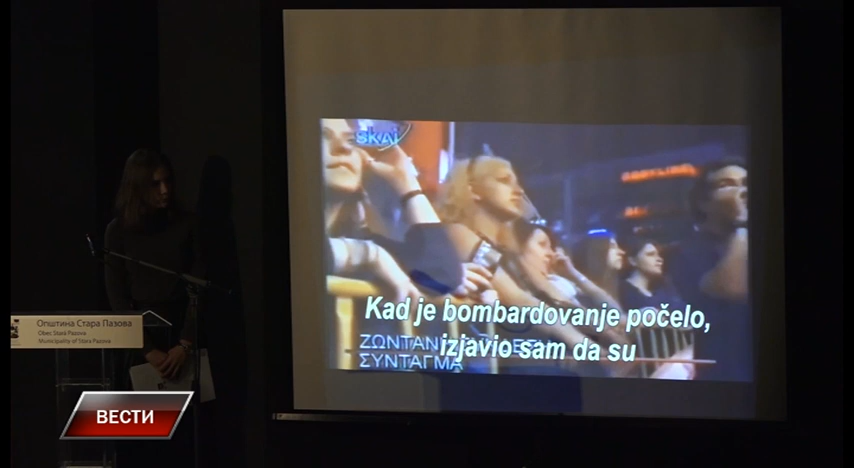 skai
Kad je bombardovanje počelo,
izjavio sam da su
ΖΩΝΤΑΝΗ
ΣΥΝΤΑΓΜΑ
Општина Стара Пазова
Obec Stará Pazova
Municipality of Stara Pazova
ВЕСТИ